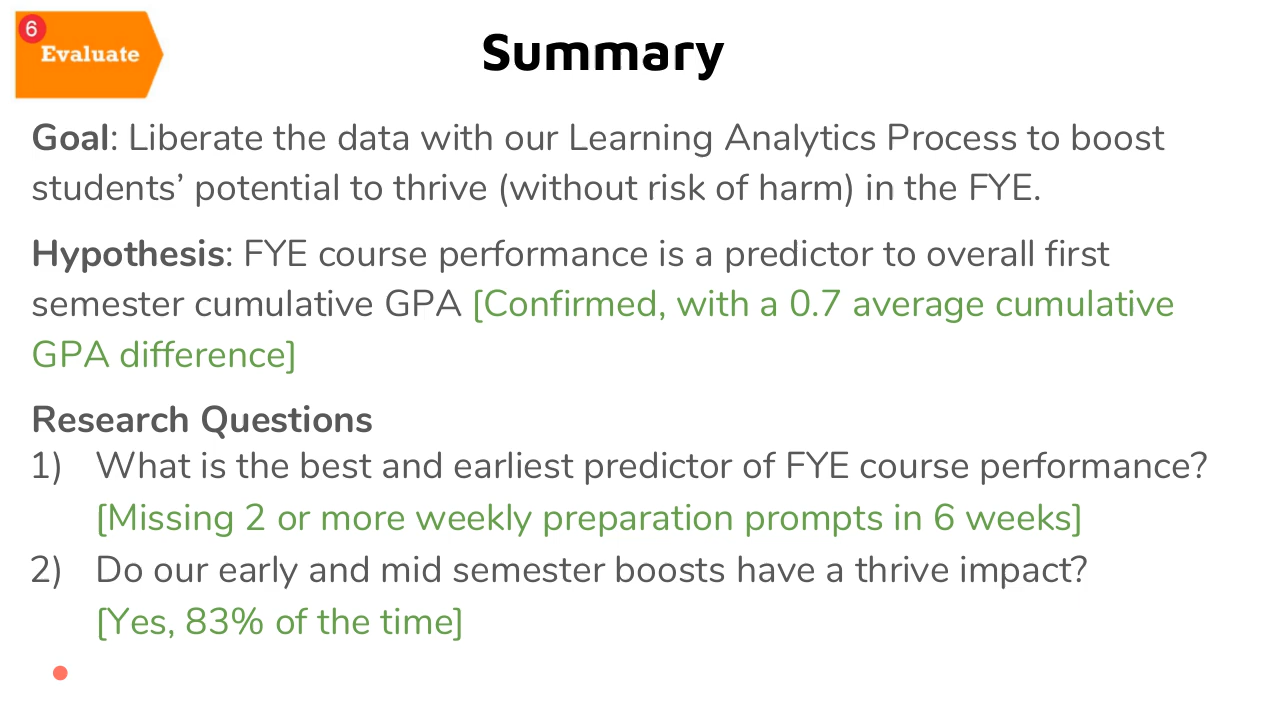 6
Evaluate
Summary
Goal: Liberate the data with our Learning Analytics Process to boost
students’ potential to thrive (without risk of harm) in the FYE.
Hypothesis: FYE course performance is a predictor to overall first
semester cumulative GPA [Confirmed, with a 0.7 average cumulative
GPA difference]
Research Questions
1) What is the best and earliest predictor of FYE course performance?
[Missing 2 or more weekly preparation prompts in 6 weeks]
2) Do our early and mid semester boosts have a thrive impact?
[Yes, 83% of the time]